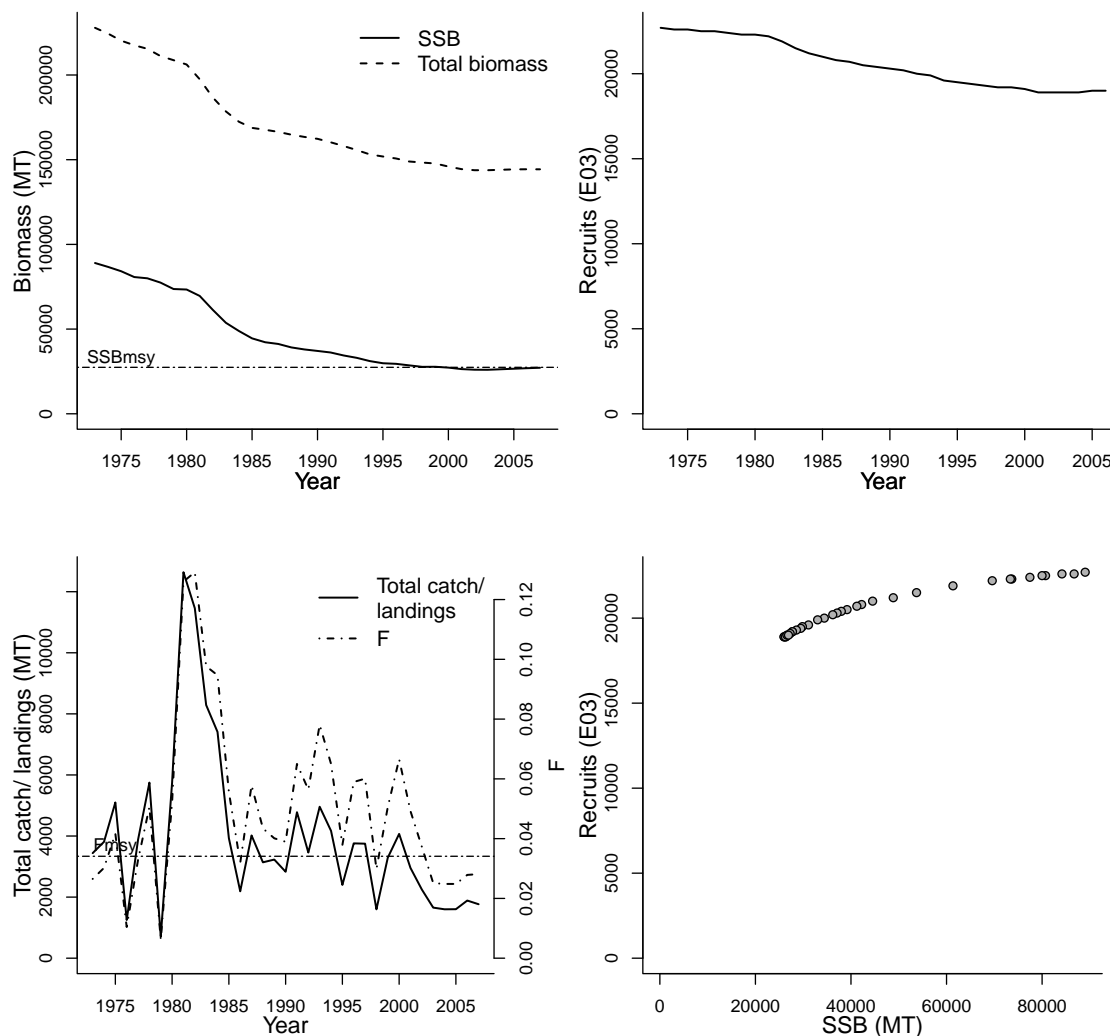 SSB
Total biomass
Biomass (MT)
0 50000 100000 150000 200000
SSBmsy
1975 1980 1985 1990 1995 2000 2005
Year
Recruits (E03)
0 5000 10000 15000 20000
1975 1980 1985 1990 1995 2000 2005
Year
Total catch/
landings
F
Total catch/ landings (MT)
0 2000 4000 6000 8000 10000
Fmsy
F
0.00 0.02 0.04 0.06 0.08 0.10 0.12
1975 1980 1985 1990 1995 2000 2005
Year
Recruits (E03)
0 5000 10000 15000 20000
0 20000 40000 60000 80000
SSB (MT)